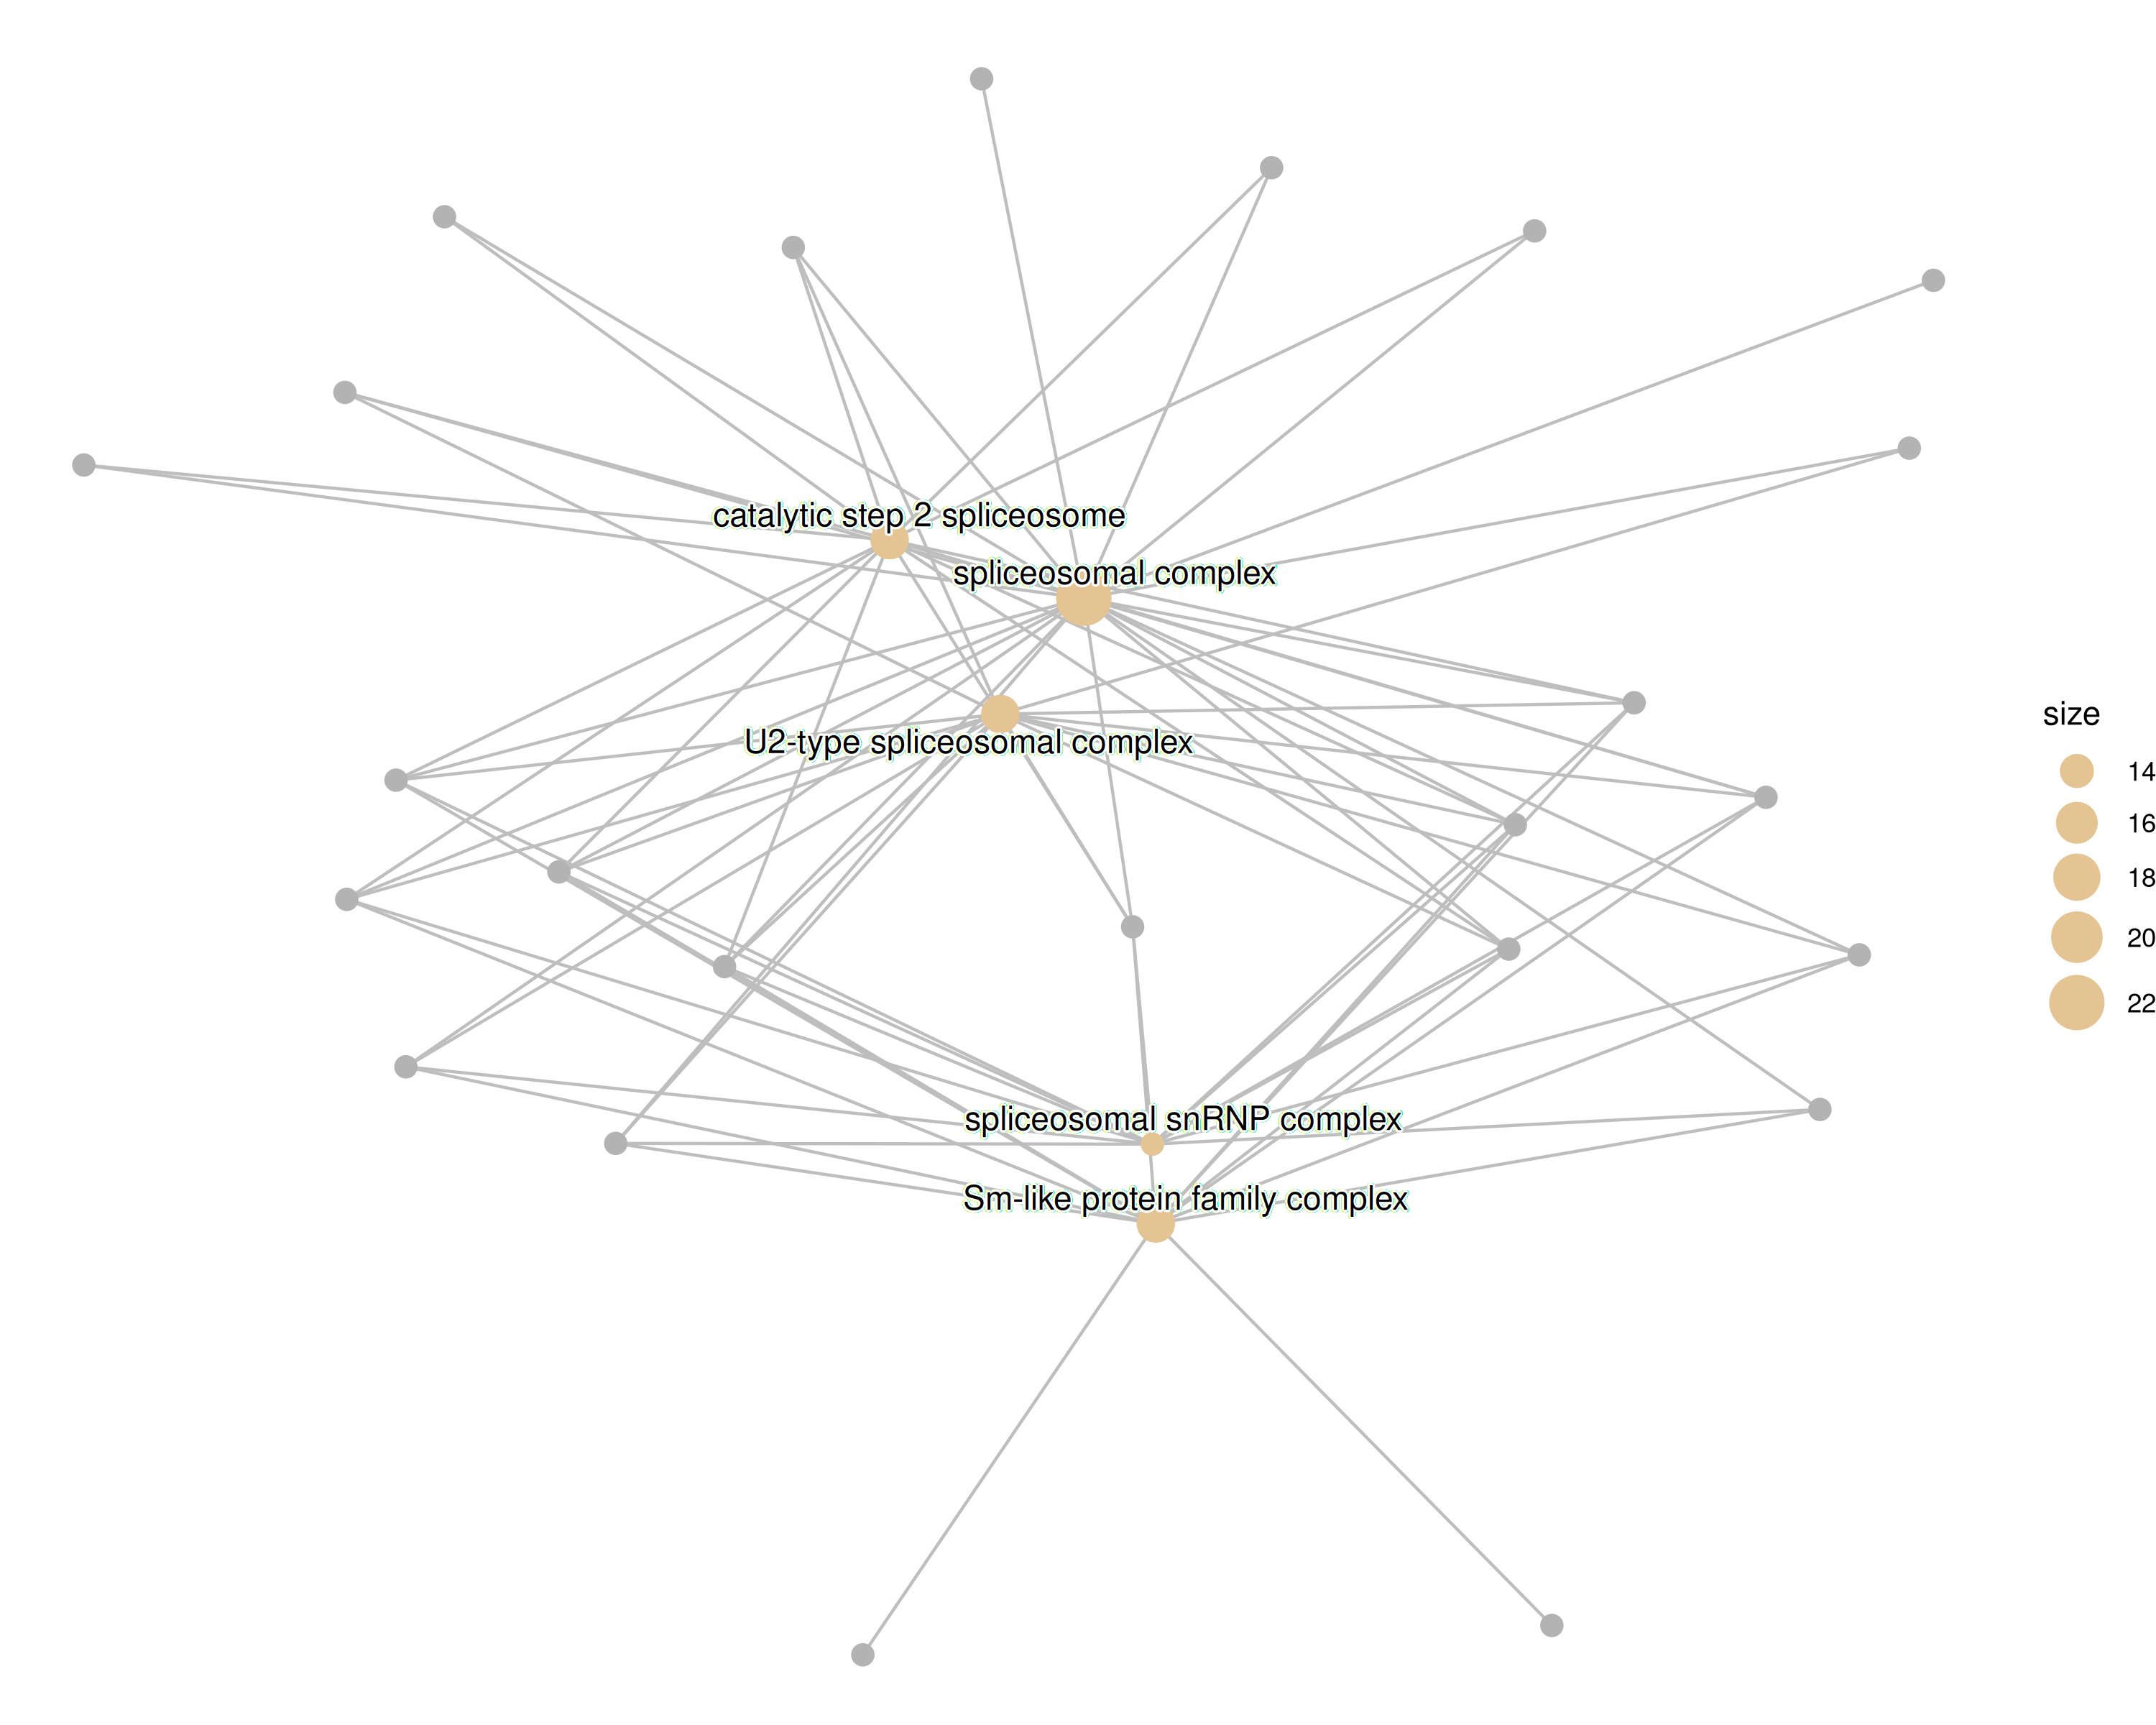 catalytic step 2 spliceosome
spliceosomal complex
U2-type spliceosomal complex
spliceosomal snRNP complex
Sm-like protein family complex
size
14
16
18
20
22